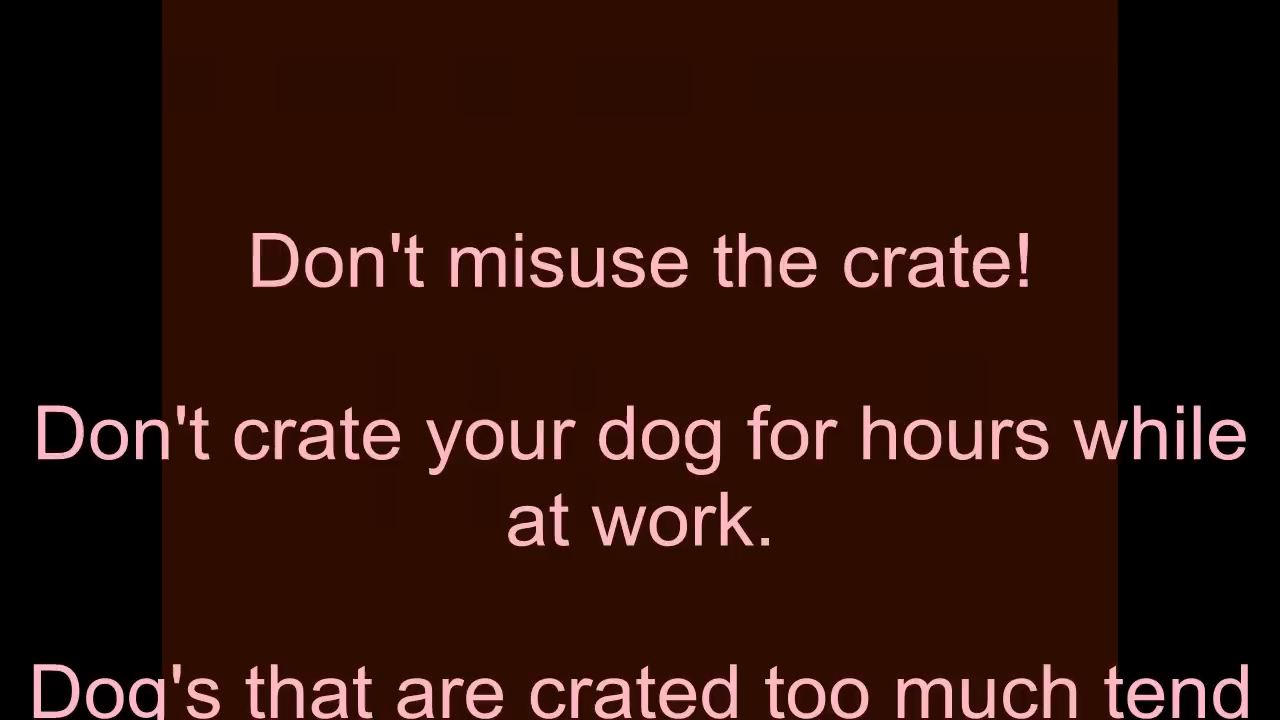 Don't misuse the crate!
Don't crate your dog for hours while
at work.
Dog's that are crated too much tend